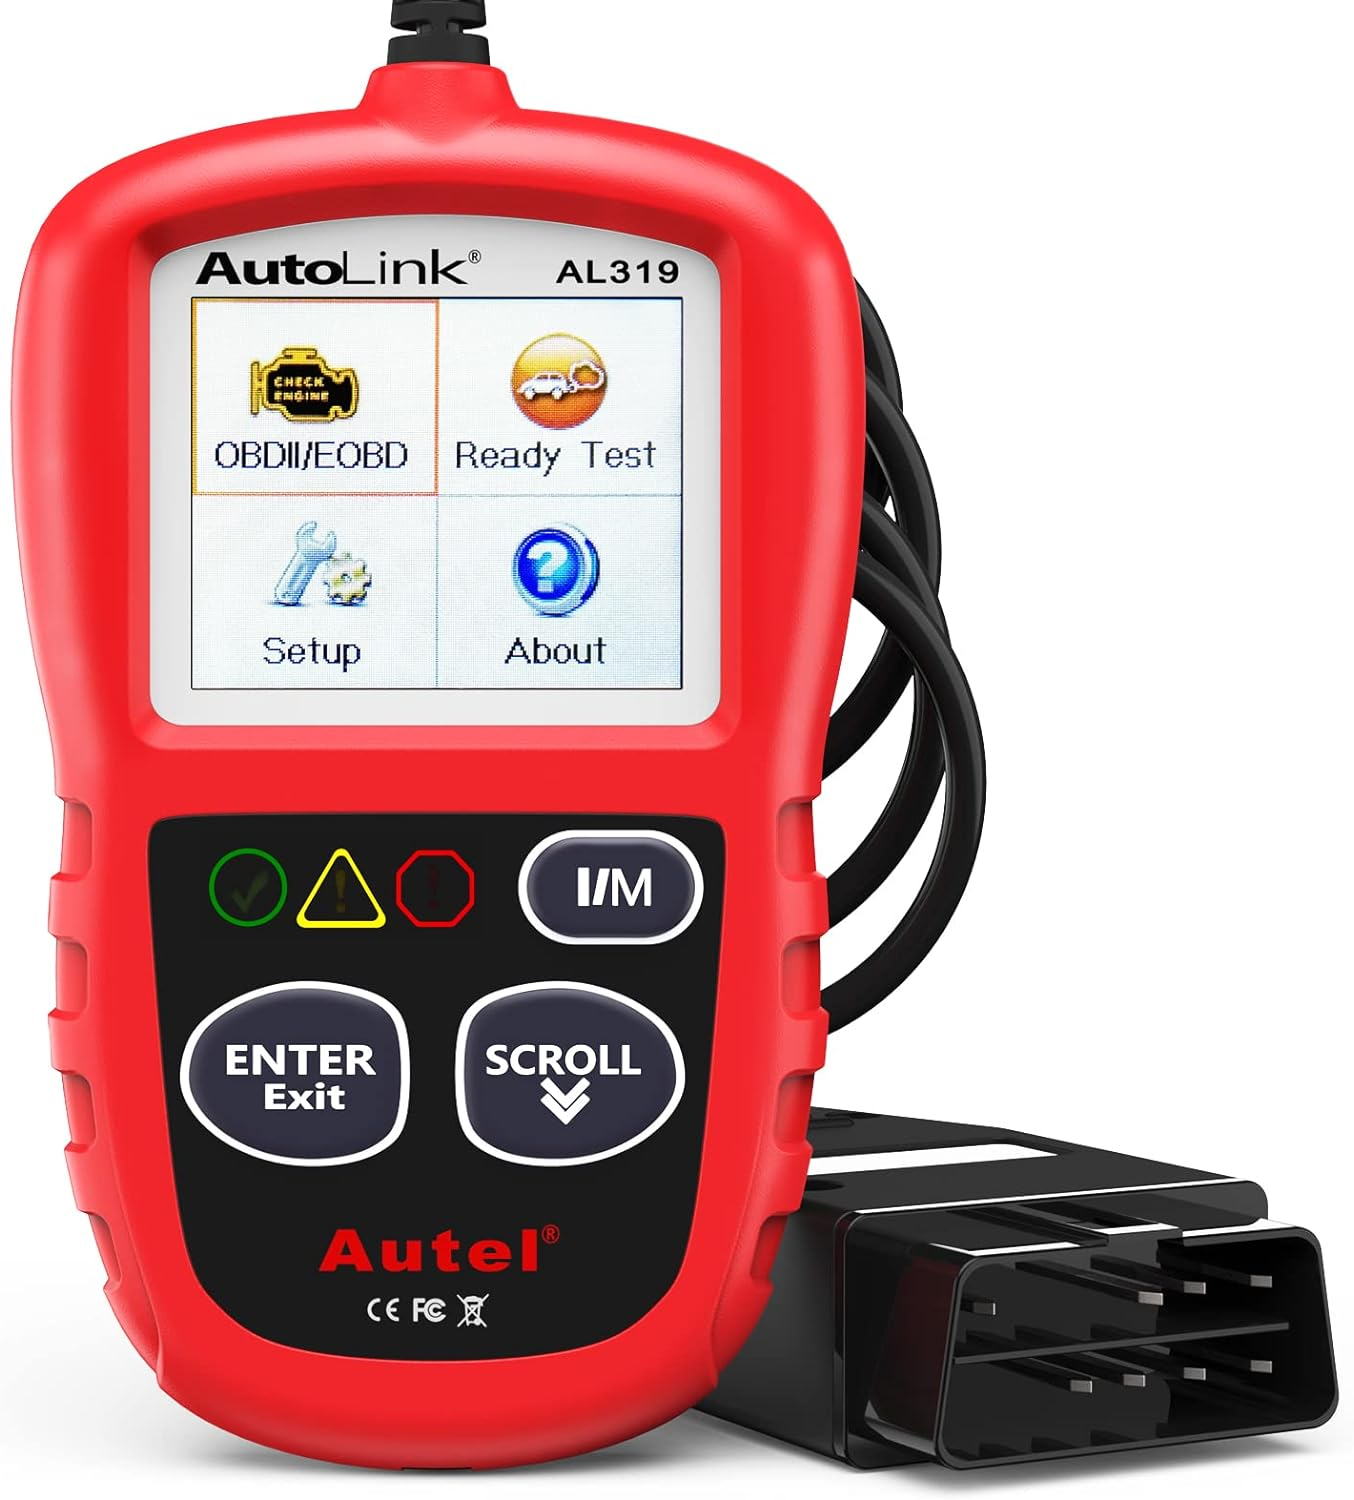 AutoLink® AL319
CHECK
ENGINE
OBDII/EOBD
Ready Test
Setup
?
About
I/M
ENTER
Exit
SCROLL
Autel®
CE FC